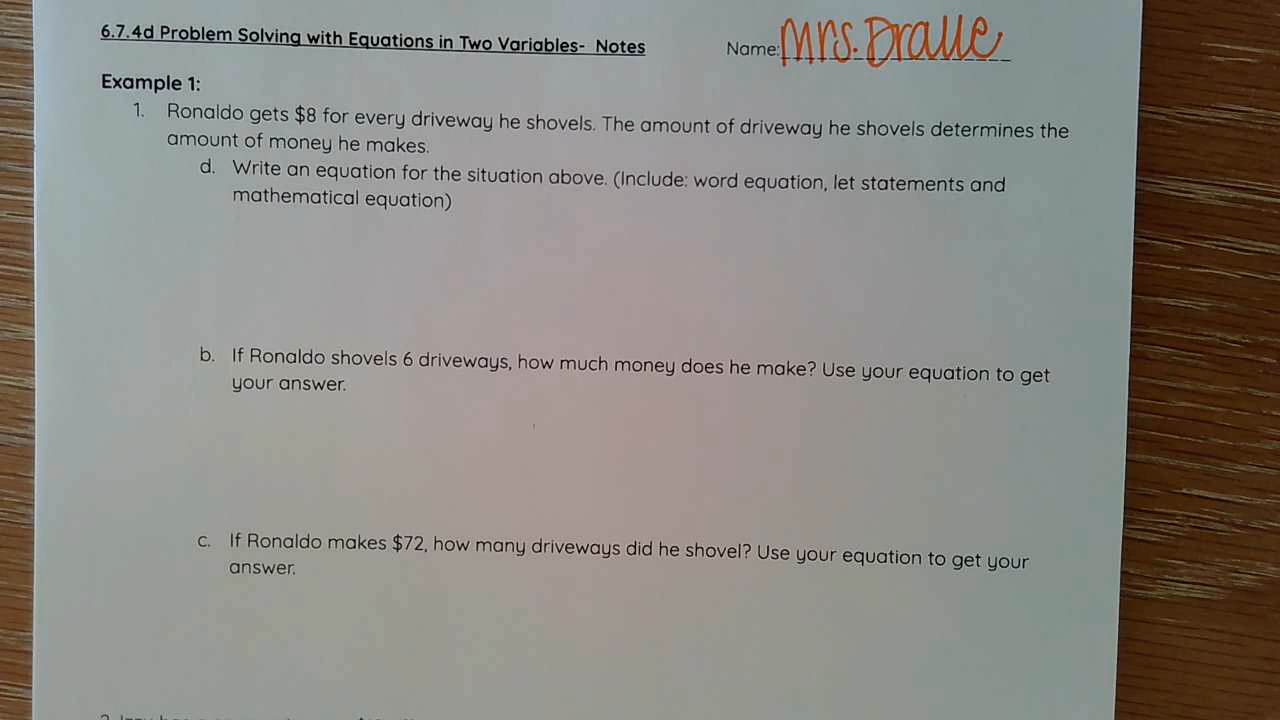 6.7.4d Problem Solving with Equations in Two Variables- Notes Name: Mrs. Dralle
Example 1:
1. Ronaldo gets $8 for every driveway he shovels. The amount of driveway he shovels determines the
amount of money he makes.
d. Write an equation for the situation above. (Include: word equation, let statements and
mathematical equation)
b. If Ronaldo shovels 6 driveways, how much money does he make? Use your equation to get
your answer.
c. If Ronaldo makes $72, how many driveways did he shovel? Use your equation to get your
answer.